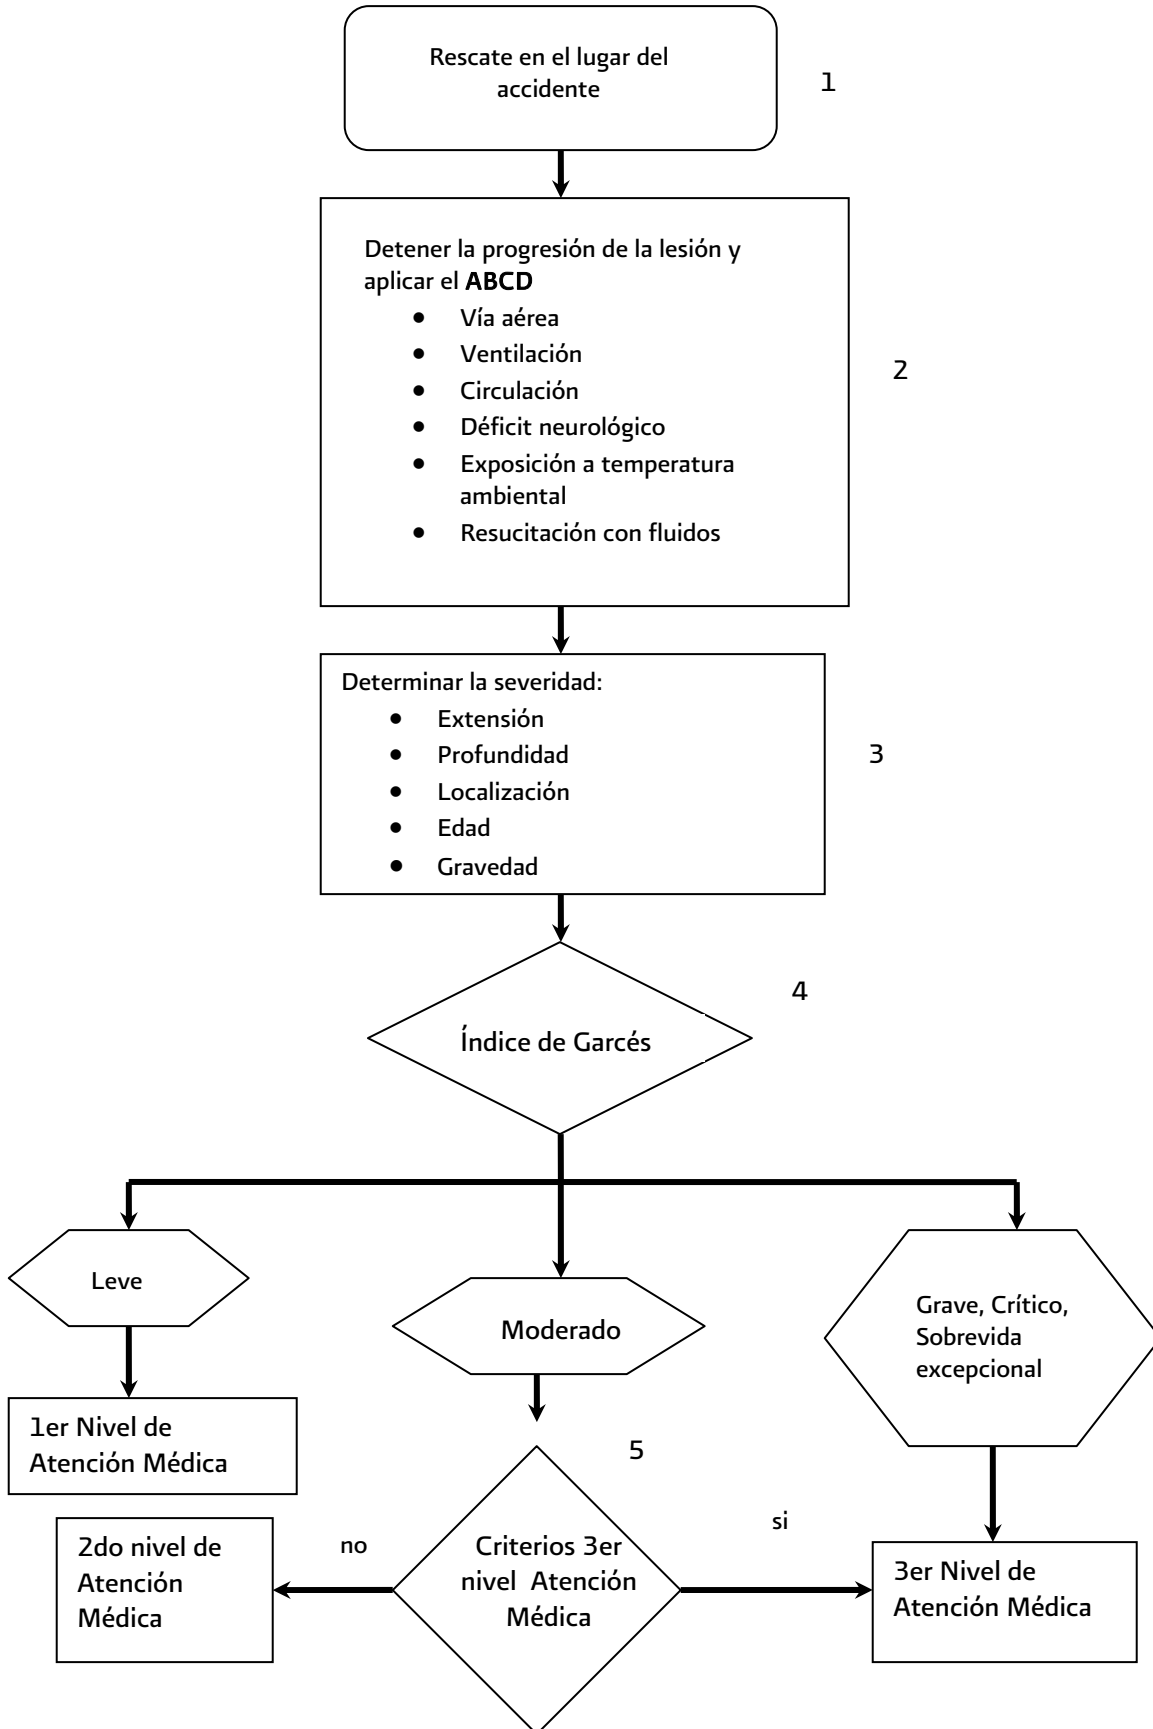 Rescate en el lugar del
accidente
1
Detener la progresión de la lesión y
aplicar el ABCD
• Vía aérea
• Ventilación
• Circulación
• Déficit neurológico
• Exposición a temperatura
ambiental
• Resucitación con fluidos
2
Determinar la severidad:
• Extensión
• Profundidad
• Localización
• Edad
• Gravedad
3
4
Índice de Garcés
Leve
Moderado
Grave, Crítico,
Sobrevida
excepcional
1er Nivel de
Atención Médica
5
2do nivel de
Atención
Médica
no
Criterios 3er
nivel Atención
Médica
si
3er Nivel de
Atención Médica